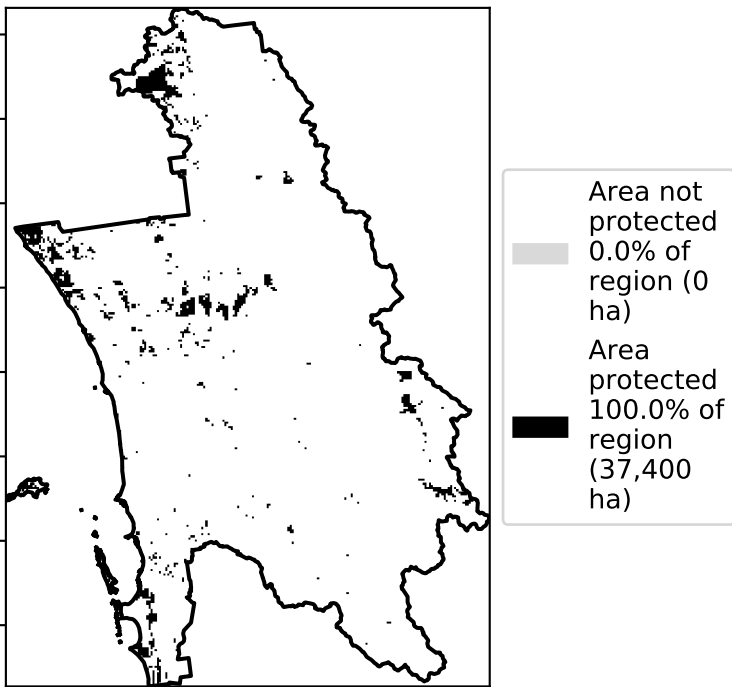 Area not
protected
0.0% of
region (0
ha)
Area
protected
100.0% of
region
(37,400
ha)